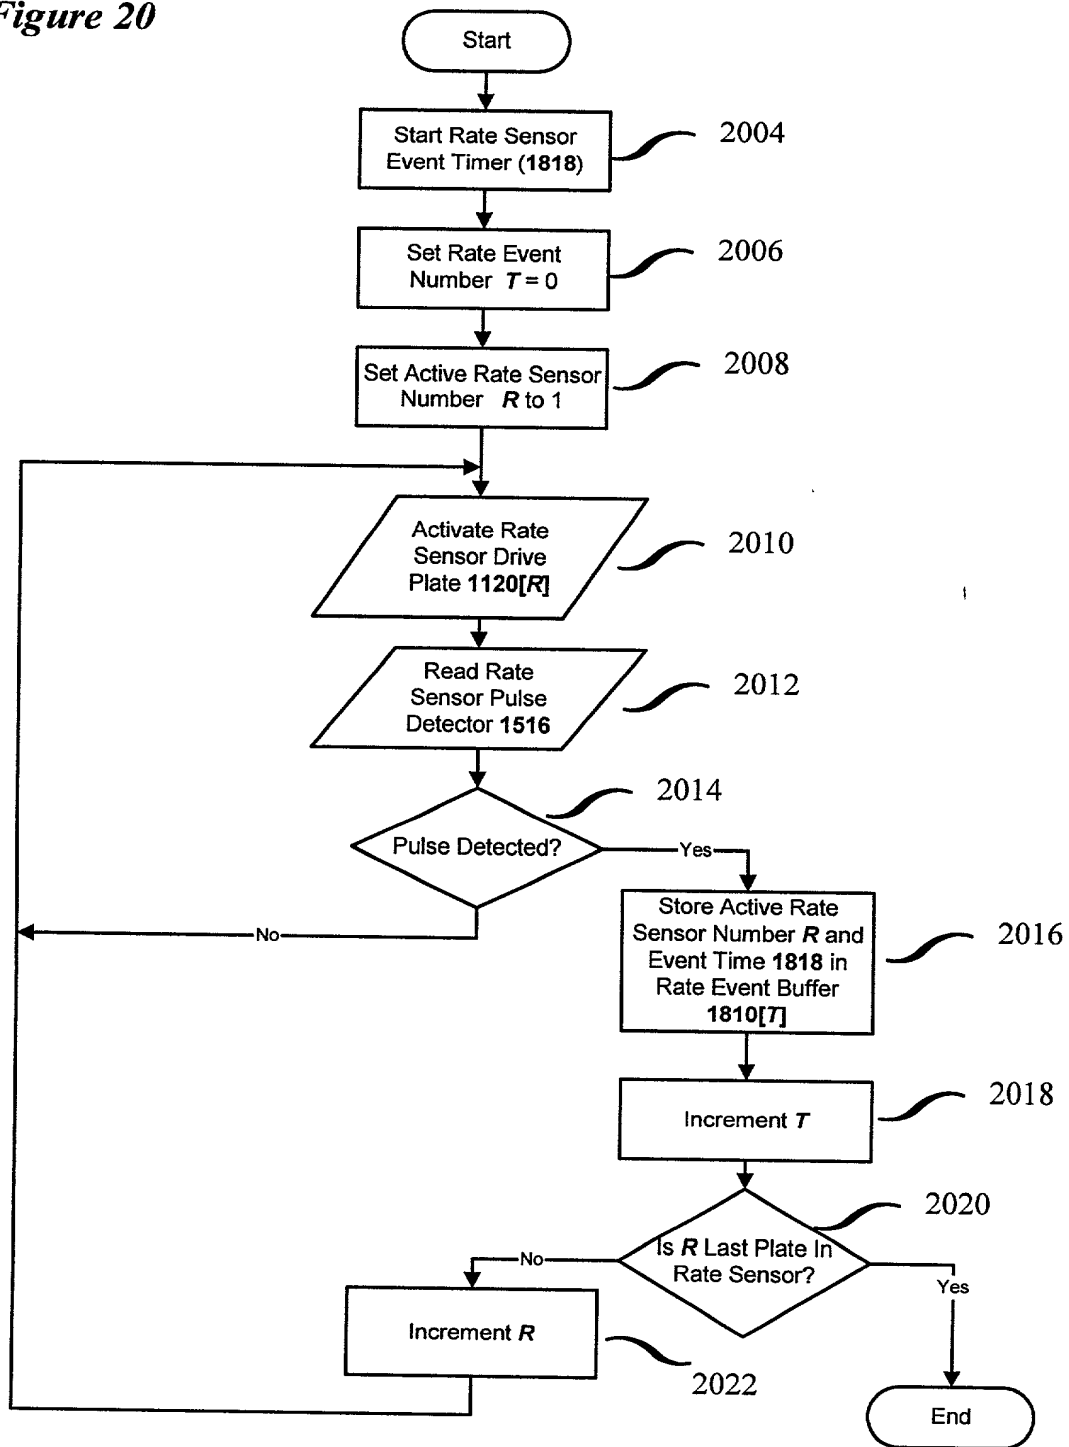 Figure 20
Start
Start Rate Sensor
Event Timer (1818)
2004
Set Rate Event
Number T = 0
2006
Set Active Rate Sensor
Number R to 1
2008
Activate Rate
Sensor Drive
Plate 1120[R]
2010
Read Rate
Sensor Pulse
Detector 1516
2012
2014
Pulse Detected?
Yes
No
Store Active Rate
Sensor Number R and
Event Time 1818 in
Rate Event Buffer
1810[T]
2016
Increment T
2018
2020
Is R Last Plate In
Rate Sensor?
No
Yes
Increment R
2022
End